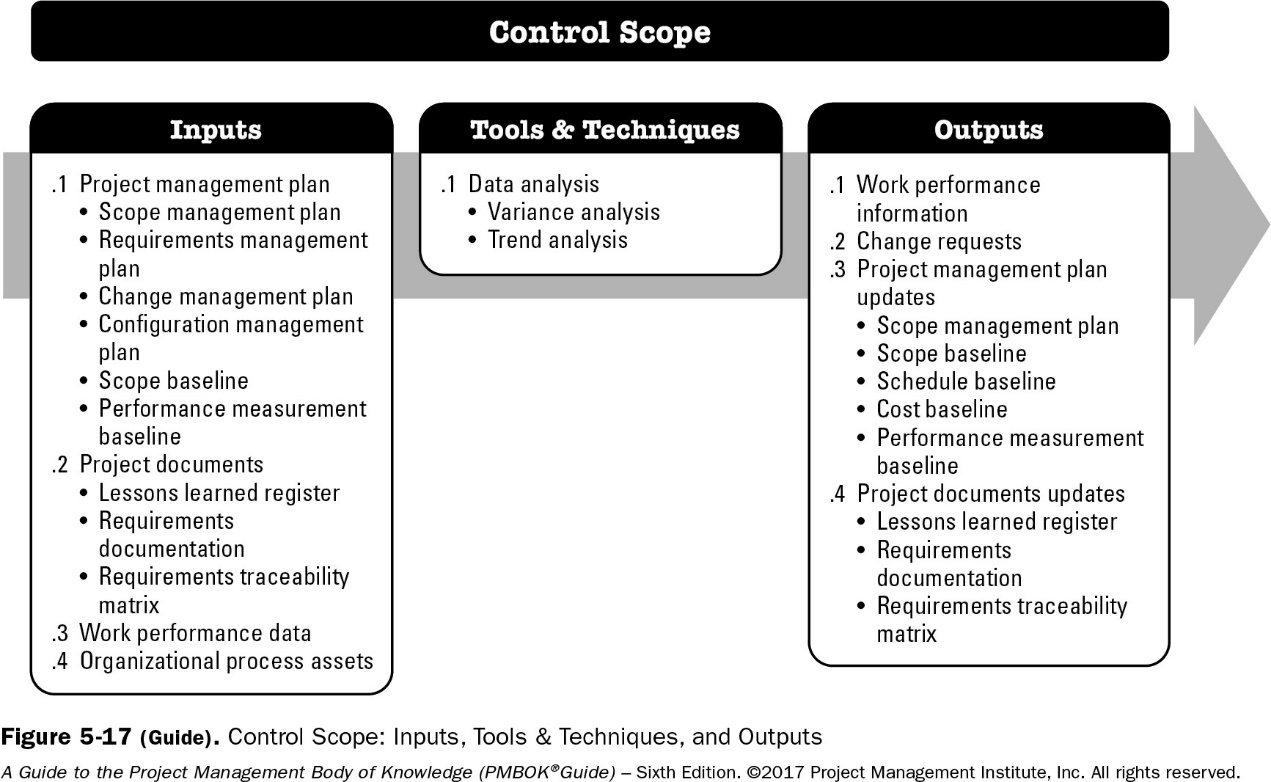 Control Scope
Inputs
.1 Project management plan
• Scope management plan
• Requirements management
plan
• Change management plan
• Configuration management
plan
• Scope baseline
• Performance measurement
baseline
.2 Project documents
• Lessons learned register
• Requirements
documentation
• Requirements traceability
matrix
.3 Work performance data
.4 Organizational process assets
Tools & Techniques
.1 Data analysis
• Variance analysis
• Trend analysis
Outputs
.1 Work performance
information
.2 Change requests
.3 Project management plan
updates
• Scope management plan
• Scope baseline
• Schedule baseline
• Cost baseline
• Performance measurement
baseline
.4 Project documents updates
• Lessons learned register
• Requirements
documentation
• Requirements traceability
matrix
Figure 5-17 (Guide). Control Scope: Inputs, Tools & Techniques, and Outputs
A Guide to the Project Management Body of Knowledge (PMBOK®Guide) – Sixth Edition. ©2017 Project Management Institute, Inc. All rights reserved.